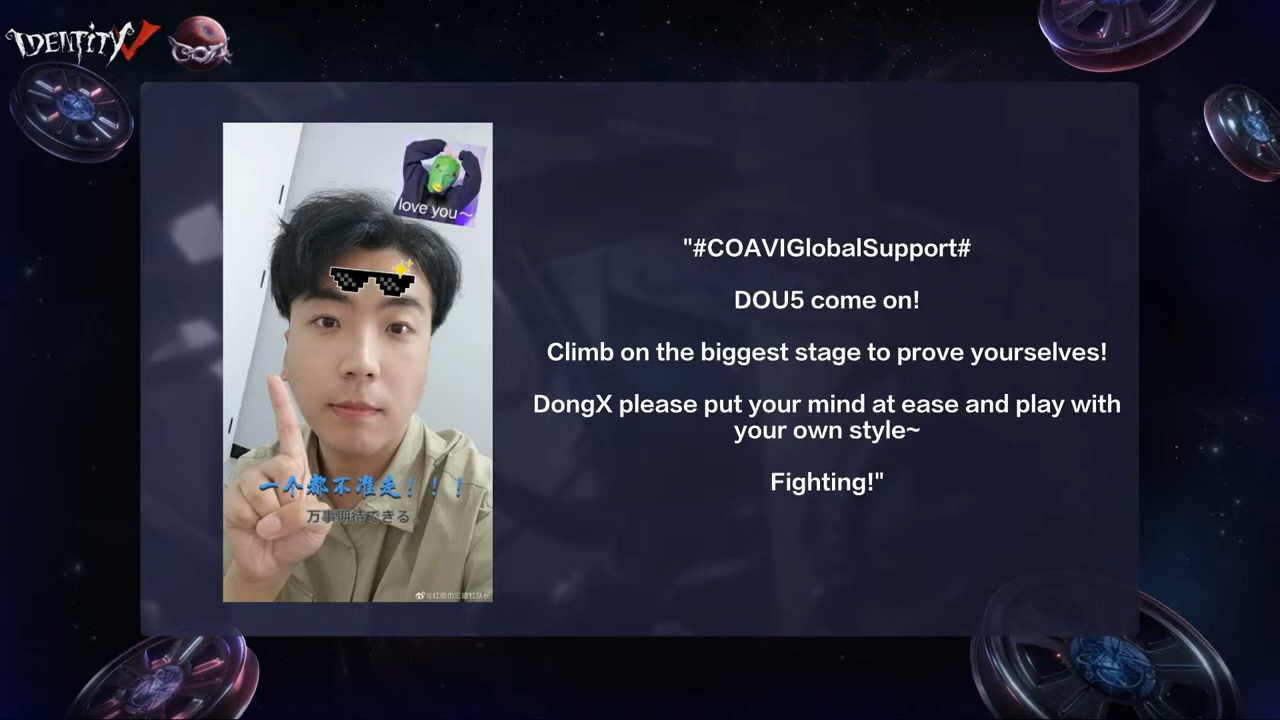 IDENTITY V
COA
love you~
一个都不准走！！！
万事期待できる。
"#COAVIGlobalSupport#
DOU5 come on!
Climb on the biggest stage to prove yourselves!
DongX please put your mind at ease and play with
your own style~
Fighting!"